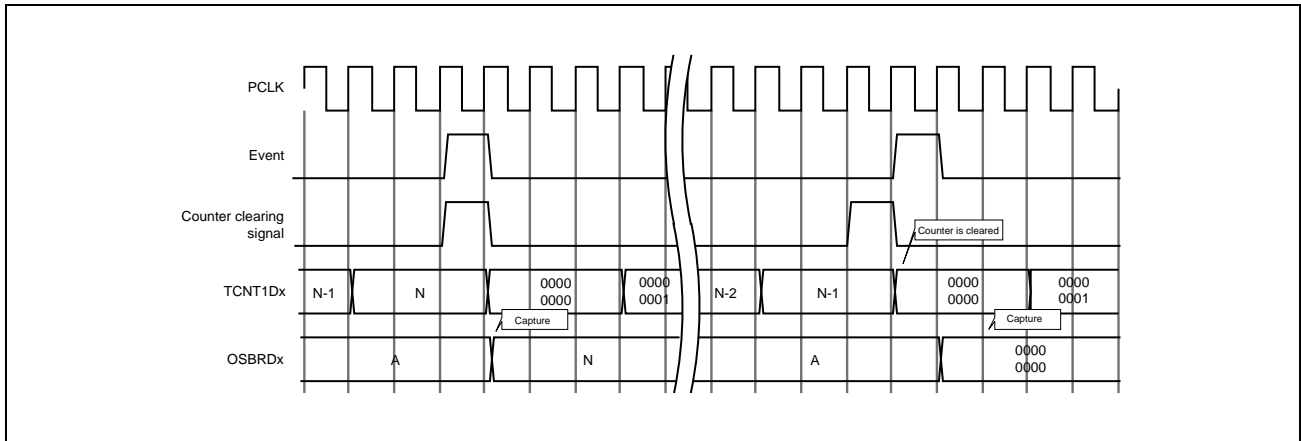 PCLK
Event
Counter clearing
signal
Counter is cleared
TCNT1Dx
N-1
N
0000
0000
0000
0001
N-2
N-1
0000
0000
0000
0001
Capture
Capture
OSBRDx
A
N
A
0000
0000